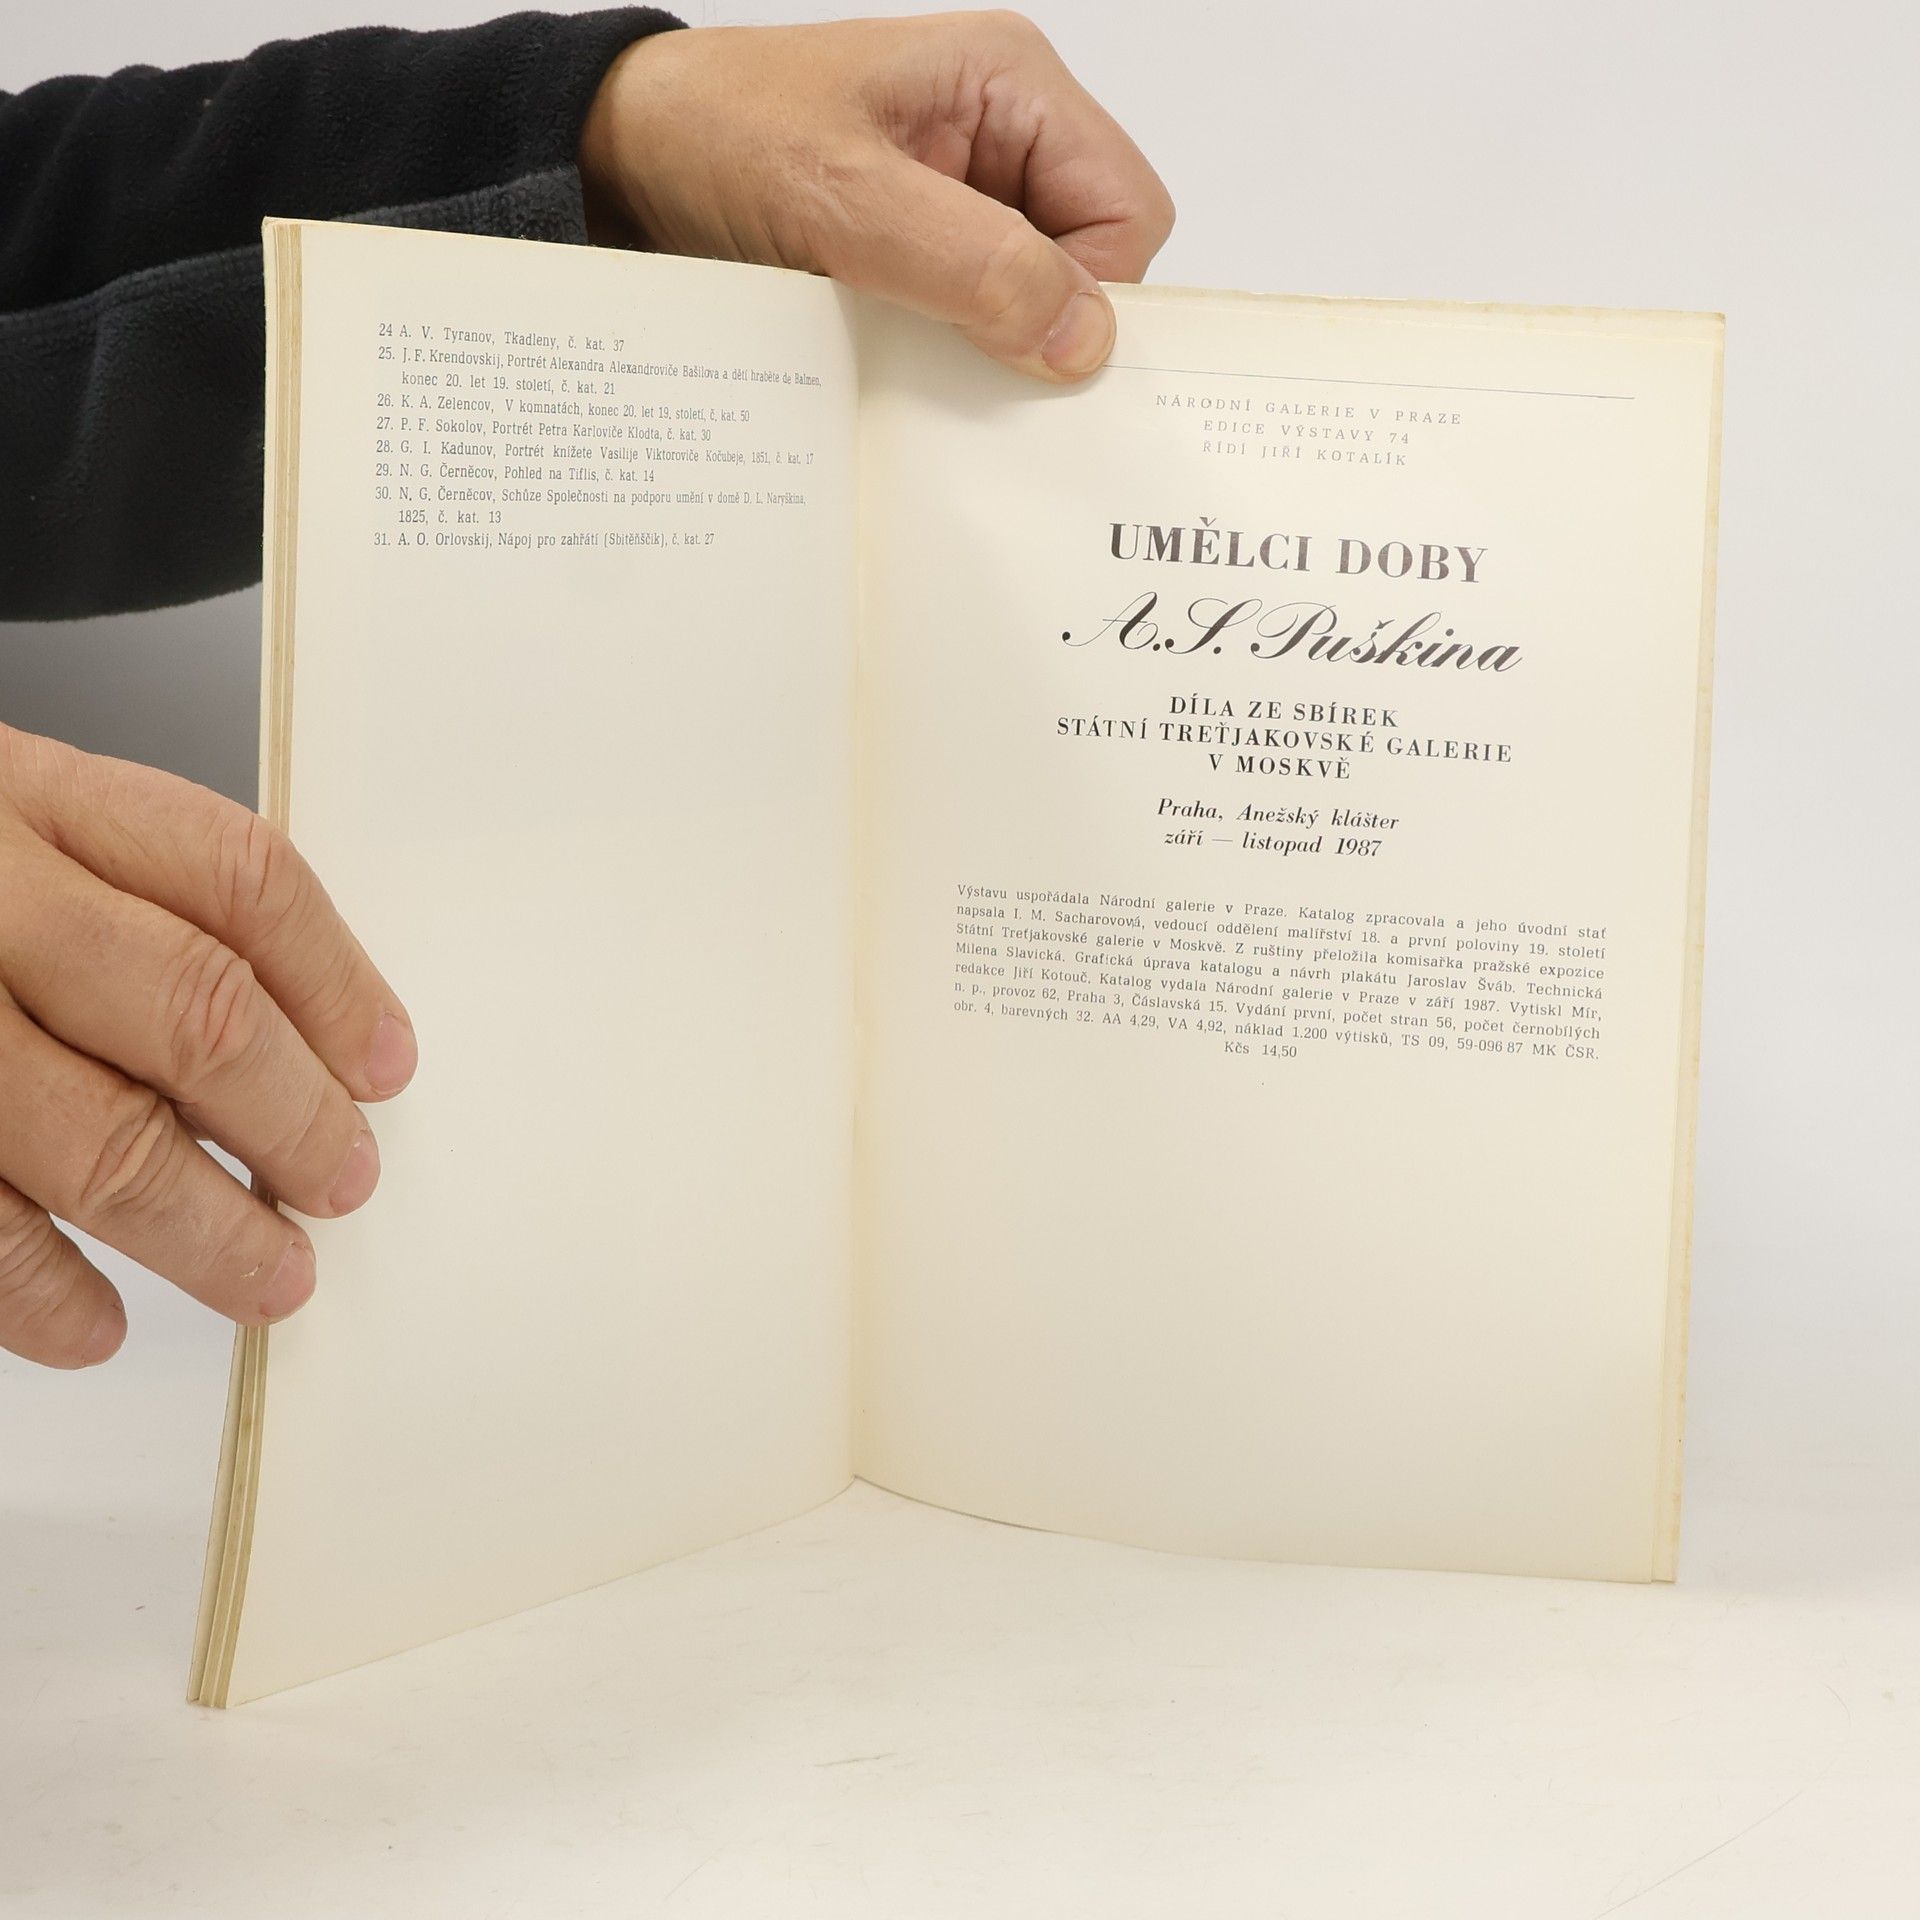 24 A. V. Tyranov, Tkadleny, č. kat. 37
25. J. F. Krendovskij, Portrét Alexandra Alexandroviče Bašilova a dětí hraběte de Balmen,
konec 20. let 19. století, č. kat. 21
26. K. A. Zelencov, V komnatách, konec 20. let 19. století, č. kat. 50
27. P. F. Sokolov, Portrét Petra Karloviče Klodta, č. kat. 30
28. G. I. Kadunov, Portrét knížete Vasilije Viktoroviče Kočubeje, 1851, č. kat. 17
29. N. G. Černěcov, Pohled na Tiflis, č. kat. 14
30. N. G. Černěcov, Schůze Společnosti na podporu umění v domě D. L. Naryškina,
1825, č. kat. 13
31. A. O. Orlovskij, Nápoj pro zahřátí (Sbitěňščik), č. kat. 27
NÁRODNÍ GALERIE V PRAZE
EDICE VÝSTAVY 74
ŘÍDÍ JIŘÍ KOTALÍK
UMĚLCI DOBY
A. S. Puškina
DÍLA ZE SBÍREK
STÁTNÍ TREŤJAKOVSKÉ GALERIE
V MOSKVĚ
Praha, Anežský klášter
září — listopad 1987
Výstavu uspořádala Národní galerie v Praze. Katalog zpracovala a jeho úvodní stať
napsala I. M. Sacharovová, vedoucí oddělení malířství 18. a první poloviny 19. století
Státní Treťjakovské galerie v Moskvě. Z ruštiny přeložila komisařka pražské expozice
Milena Slavická. Grafická úprava katalogu a návrh plakátu Jaroslav Šváb. Technická
redakce Jiří Kotouč. Katalog vydala Národní galerie v Praze v září 1987. Vytiskl Mír,
n. p., provoz 62, Praha 3, Čáslavská 15. Vydání první, počet stran 56, počet černobílých
obr. 4, barevných 32. AA 4,29, VA 4,92, náklad 1.200 výtisků, TS 09, 59-096 87 MK ČSR.
Kčs 14,50